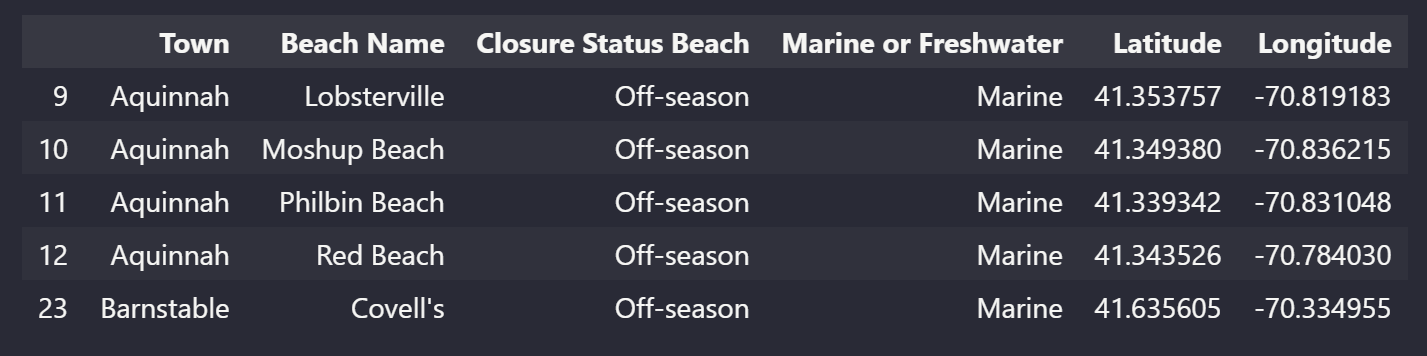 Town Beach Name Closure Status Beach Marine or Freshwater Latitude Longitude
9 Aquinnah Lobsterville Off-season Marine 41.353757 -70.819183
10 Aquinnah Moshup Beach Off-season Marine 41.349380 -70.836215
11 Aquinnah Philbin Beach Off-season Marine 41.339342 -70.831048
12 Aquinnah Red Beach Off-season Marine 41.343526 -70.784030
23 Barnstable Covell's Off-season Marine 41.635605 -70.334955